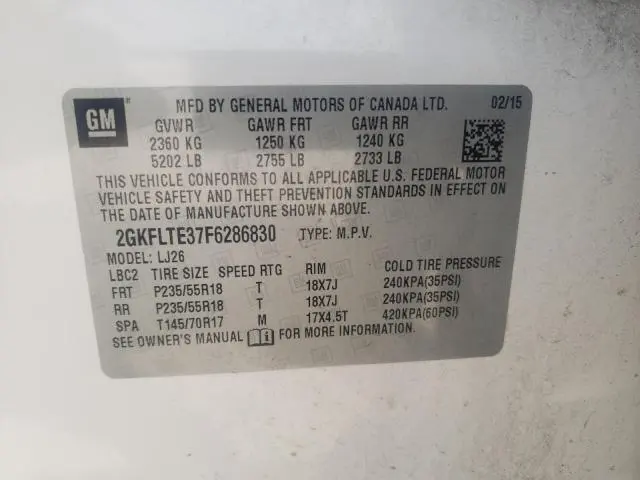 GM
MFD BY GENERAL MOTORS OF CANADA LTD. 02/15
GVWR GAWR FRT GAWR RR
2360 KG 1250 KG 1240 KG
5202 LB 2755 LB 2733 LB
THIS VEHICLE CONFORMS TO ALL APPLICABLE U.S. FEDERAL MOTOR
VEHICLE SAFETY AND THEFT PREVENTION STANDARDS IN EFFECT ON
THE DATE OF MANUFACTURE SHOWN ABOVE.
2GKFLTE37F6286830 TYPE: M.P.V.
MODEL: LJ26
LBC2 TIRE SIZE SPEED RTG RIM COLD TIRE PRESSURE
FRT P235/55R18 T 18X7J 240KPA(35PSI)
RR P235/55R18 T 18X7J 240KPA(35PSI)
SPA T145/70R17 M 17X4.5T 420KPA(60PSI)
SEE OWNER'S MANUAL FOR MORE INFORMATION